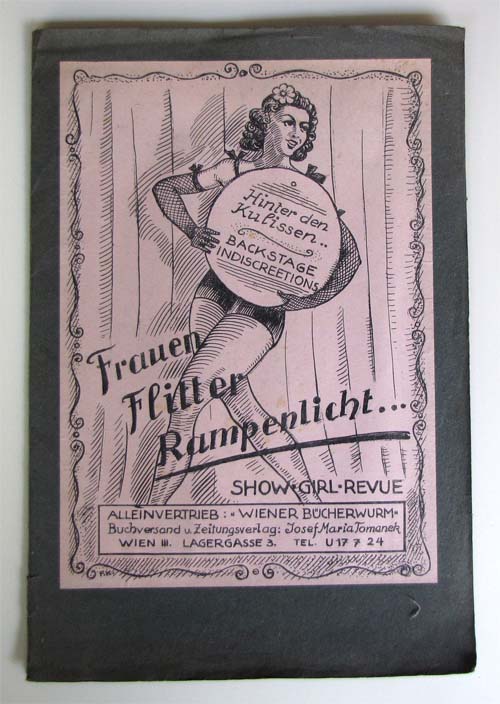 Hinter den
Kulissen..
BACKSTAGE
INDISCREETIONS
Frauen
Flitter
Rampenlicht...
SHOW•GIRL•REVUE
ALLEINVERTRIEB: "WIENER BÜCHERWURM"
Buchversand u. Zeitungsverlag: Josef Maria Tomanek
WIEN III. LAGERGASSE 3. TEL. U 17 7 24